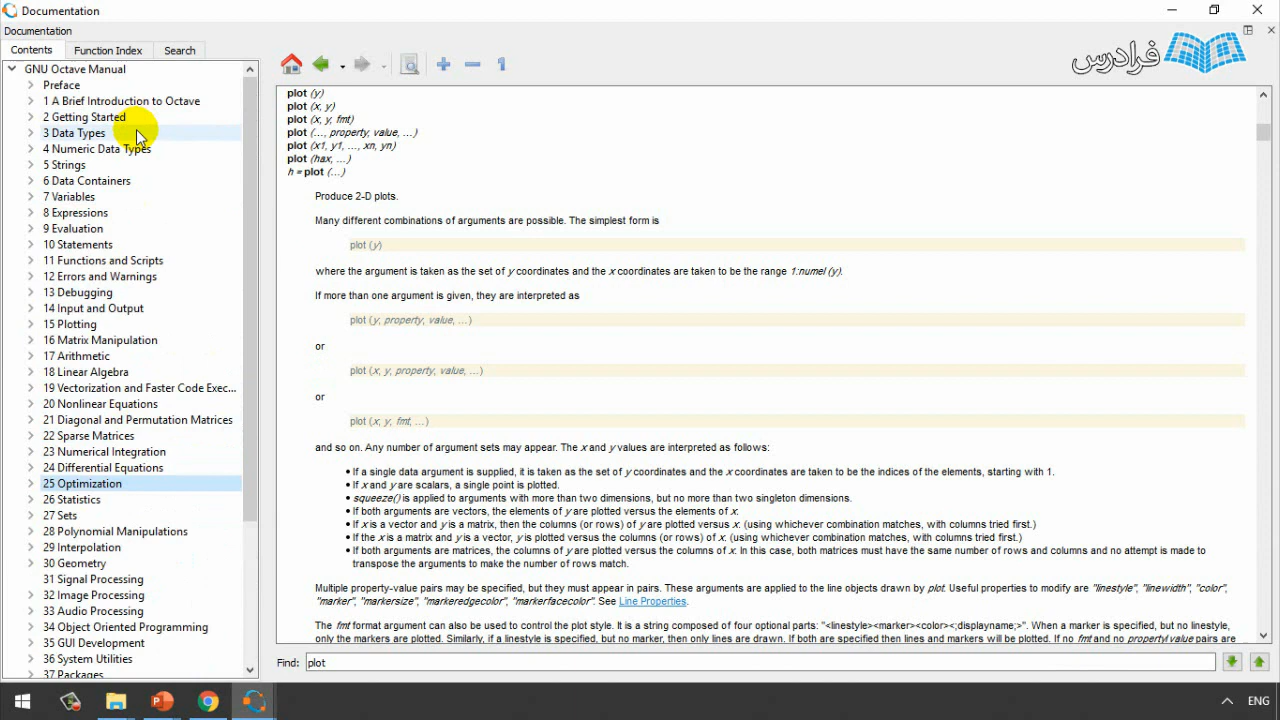 Documentation
Documentation
Contents
Function Index
Search
فرادرس
GNU Octave Manual
Preface
1 A Brief Introduction to Octave
2 Getting Started
3 Data Types
4 Numeric Data Types
5 Strings
6 Data Containers
7 Variables
8 Expressions
9 Evaluation
10 Statements
11 Functions and Scripts
12 Errors and Warnings
13 Debugging
14 Input and Output
15 Plotting
16 Matrix Manipulation
17 Arithmetic
18 Linear Algebra
19 Vectorization and Faster Code Exec...
20 Nonlinear Equations
21 Diagonal and Permutation Matrices
22 Sparse Matrices
23 Numerical Integration
24 Differential Equations
25 Optimization
26 Statistics
27 Sets
28 Polynomial Manipulations
29 Interpolation
30 Geometry
31 Signal Processing
32 Image Processing
33 Audio Processing
34 Object Oriented Programming
35 GUI Development
36 System Utilities
37 Packages
plot (y)
plot (x, y)
plot (x, y, fmt)
plot (…, property, value, …)
plot (x1, y1, …, xn, yn)
plot (hax, …)
h = plot (…)
Produce 2-D plots.
Many different combinations of arguments are possible. The simplest form is
plot (y)
where the argument is taken as the set of y coordinates and the x coordinates are taken to be the range 1:numel (y).
If more than one argument is given, they are interpreted as
plot (y, property, value, …)
or
plot (x, y, property, value, …)
or
plot (x, y, fmt, …)
and so on. Any number of argument sets may appear. The x and y values are interpreted as follows:
• If a single data argument is supplied, it is taken as the set of y coordinates and the x coordinates are taken to be the indices of the elements, starting with 1.
• If x and y are scalars, a single point is plotted.
• squeeze() is applied to arguments with more than two dimensions, but no more than two singleton dimensions.
• If both arguments are vectors, the elements of y are plotted versus the elements of x.
• If x is a vector and y is a matrix, then the columns (or rows) of y are plotted versus x. (using whichever combination matches, with columns tried first.)
• If the x is a matrix and y is a vector, y is plotted versus the columns (or rows) of x. (using whichever combination matches, with columns tried first.)
• If both arguments are matrices, the columns of y are plotted versus the columns of x. In this case, both matrices must have the same number of rows and columns and no attempt is made to
transpose the arguments to make the number of rows match.
Multiple property-value pairs may be specified, but they must appear in pairs. These arguments are applied to the line objects drawn by plot. Useful properties to modify are "linestyle", "linewidth", "color",
"marker", "markersize", "markeredgecolor", "markerfacecolor". See Line Properties.
The fmt format argument can also be used to control the plot style. It is a string composed of four optional parts: "<linestyle><marker><color><;displayname;>". When a marker is specified, but no linestyle,
only the markers are plotted. Similarly, if a linestyle is specified, but no marker, then only lines are drawn. If both are specified then lines and markers will be plotted. If no fmt and no property/value pairs are
Find: plot
ENG